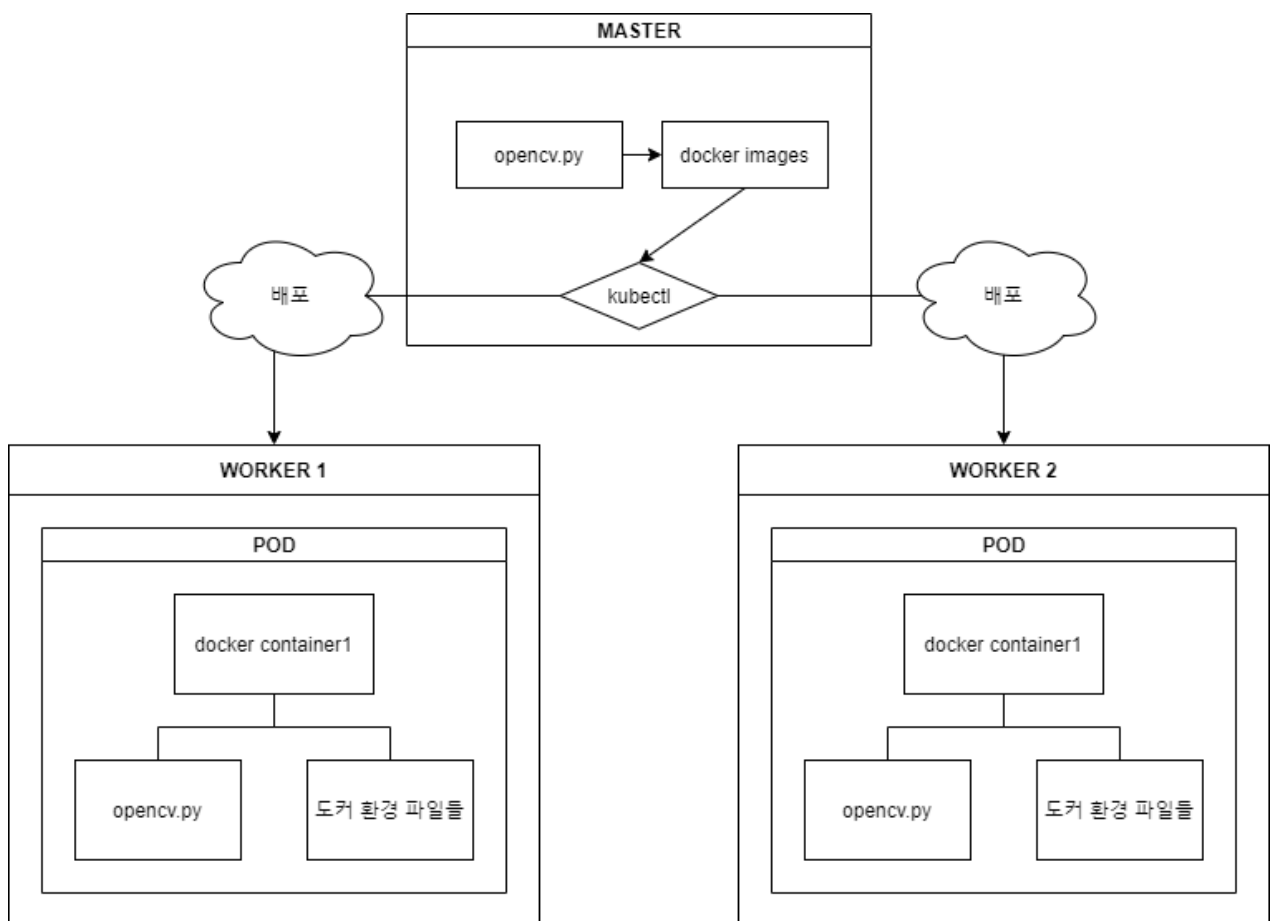 MASTER
opencv.py
docker images
배포
kubectl
배포
WORKER 1
WORKER 2
POD
POD
docker container1
docker container1
opencv.py
도커 환경 파일들
opencv.py
도커 환경 파일들